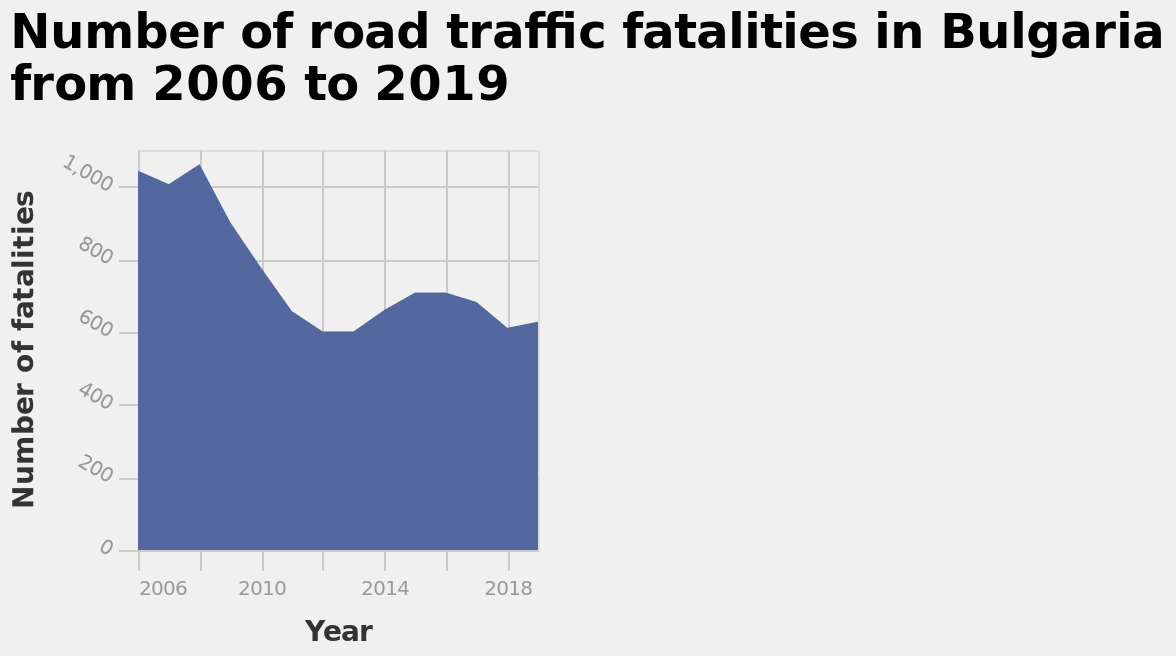 Number of road traffic fatalities in Bulgaria
from 2006 to 2019
Number of fatalities
1,000
800
600
400
200
0
2006 2010 2014 2018
Year